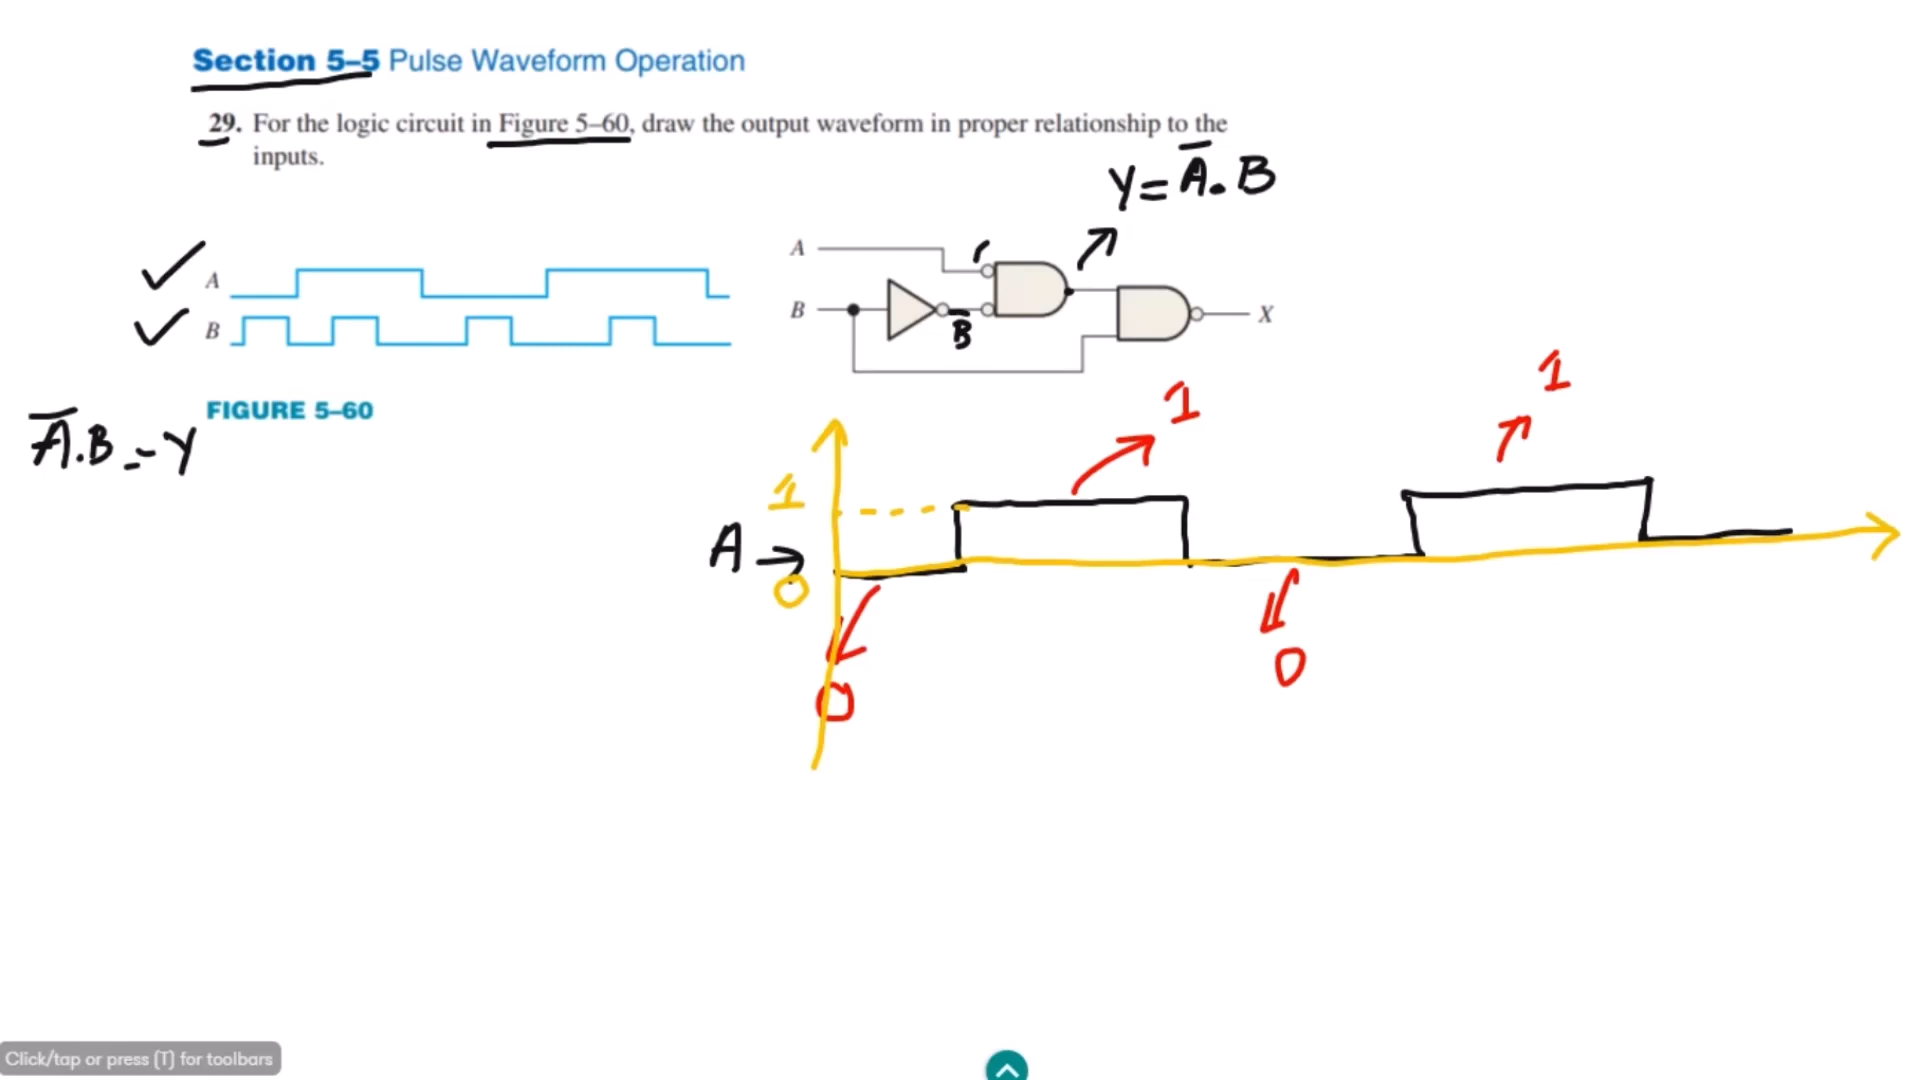 Section 5–5 Pulse Waveform Operation
29. For the logic circuit in Figure 5–60, draw the output waveform in proper relationship to the
inputs.
Y = A̅.B
A
B
A
B
B̅
X
FIGURE 5–60
A̅.B = Y
1
1
1
A →
0
0
0
Click/tap or press (T) for toolbars